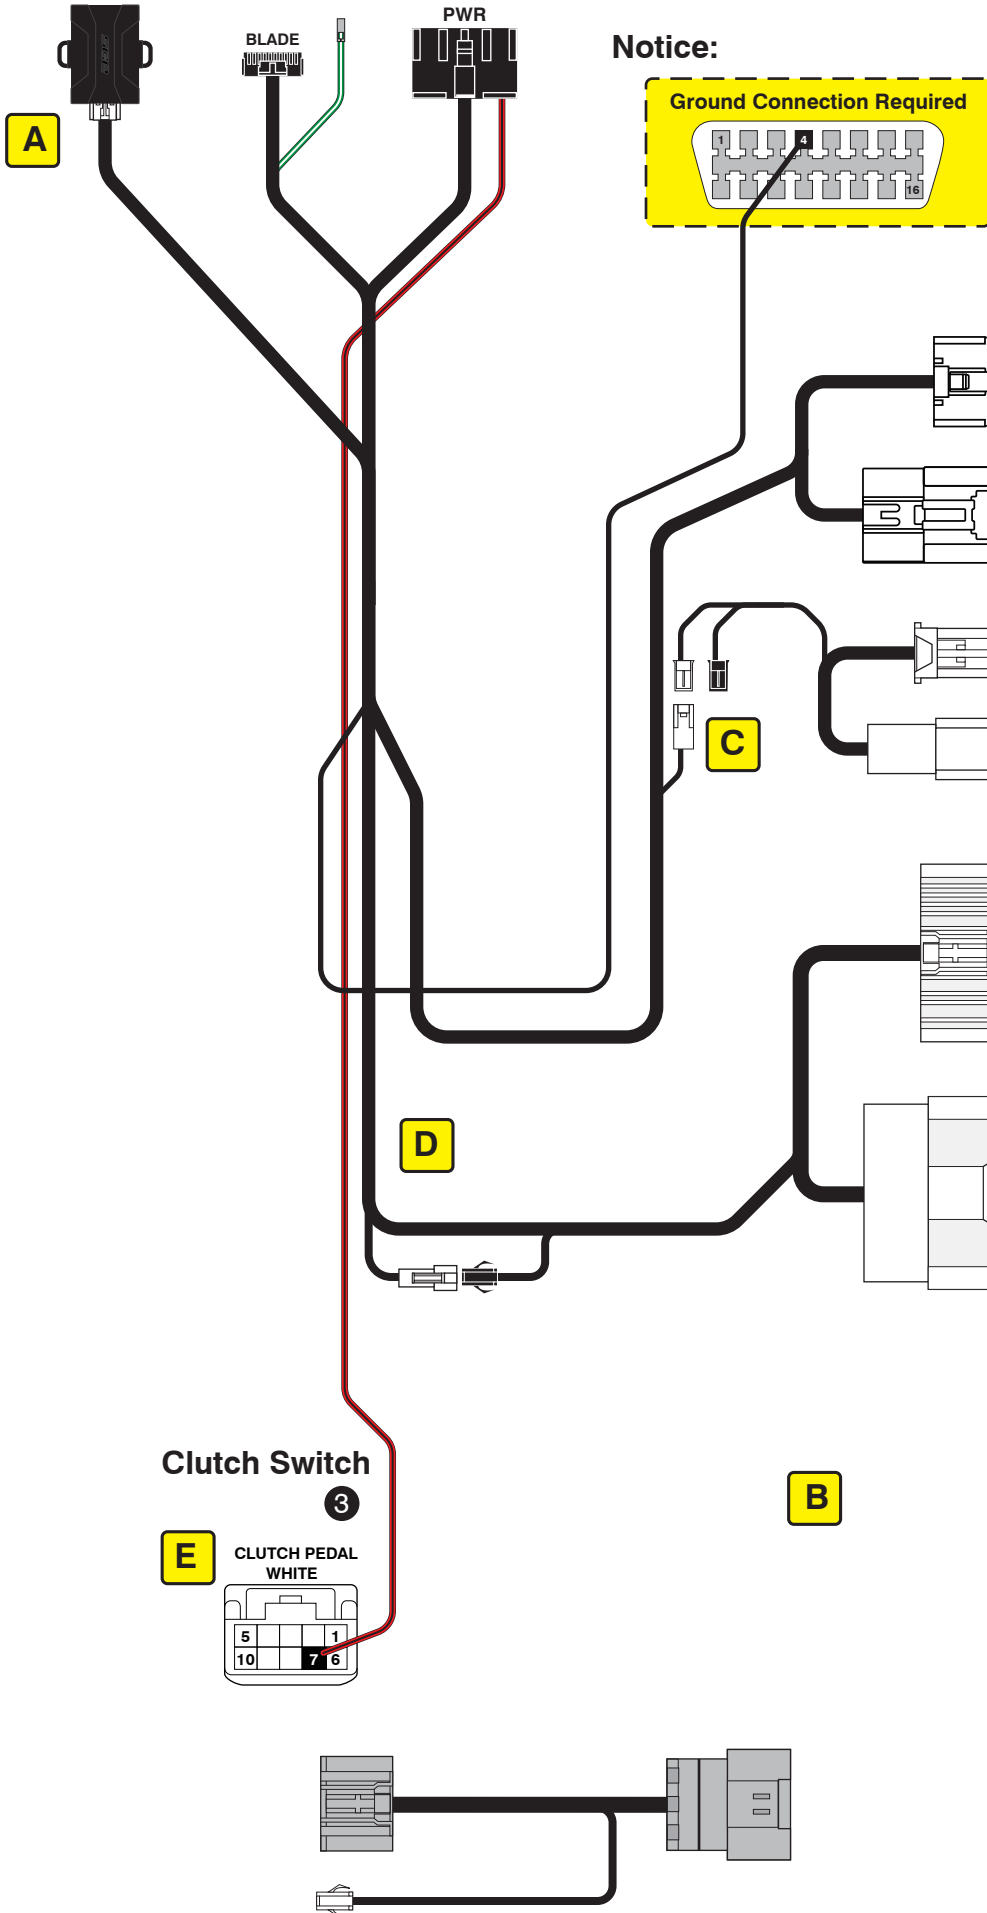 BLADE
PWR
Notice:
Ground Connection Required
1
4
16
A
C
D
B
Clutch Switch
3
E
CLUTCH PEDAL
WHITE
5 1
10 7 6